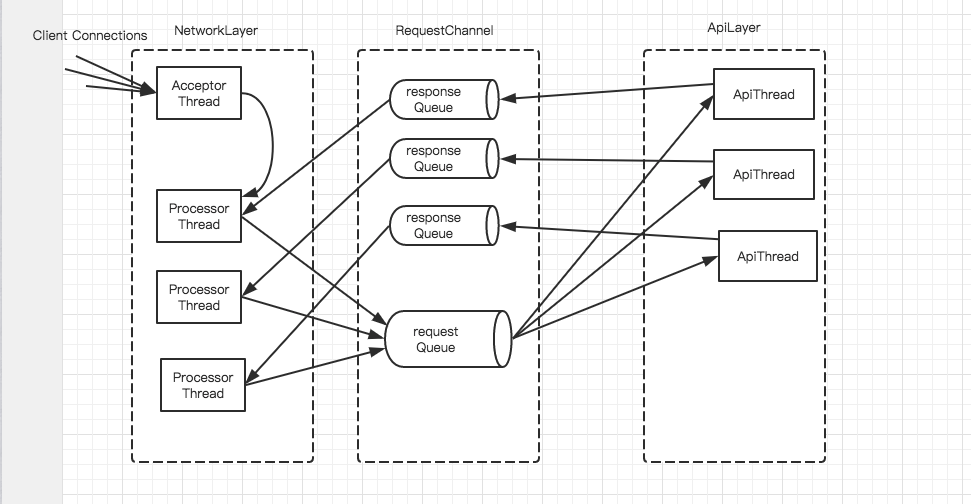 Client Connections
NetworkLayer
RequestChannel
ApiLayer
Acceptor
Thread
Processor
Thread
Processor
Thread
Processor
Thread
response
Queue
response
Queue
response
Queue
request
Queue
ApiThread
ApiThread
ApiThread